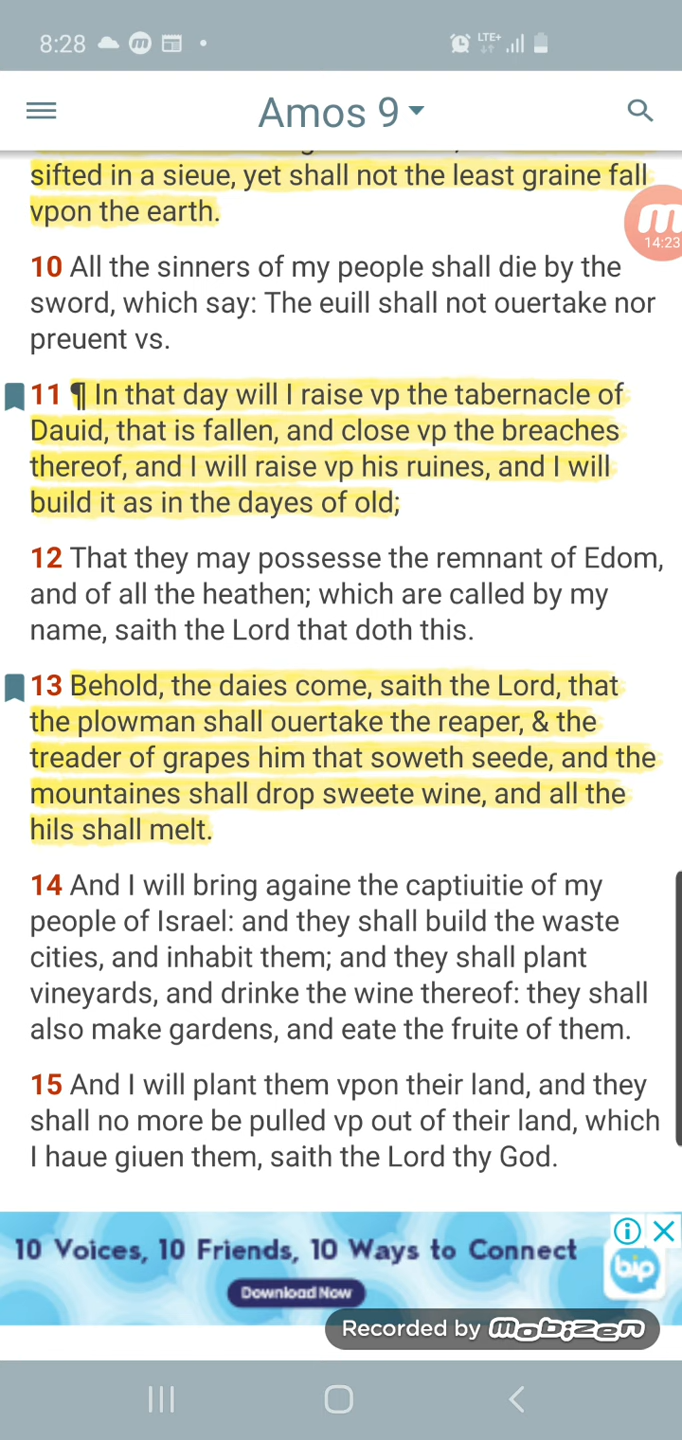 8:28
LTE+
Amos 9
sifted in a sieue, yet shall not the least graine fall
vpon the earth.
14:23
10 All the sinners of my people shall die by the
sword, which say: The euill shall not ouertake nor
preuent vs.
11 ¶ In that day will I raise vp the tabernacle of
Dauid, that is fallen, and close vp the breaches
thereof, and I will raise vp his ruines, and I will
build it as in the dayes of old;
12 That they may possesse the remnant of Edom,
and of all the heathen; which are called by my
name, saith the Lord that doth this.
13 Behold, the daies come, saith the Lord, that
the plowman shall ouertake the reaper, & the
treader of grapes him that soweth seede, and the
mountaines shall drop sweete wine, and all the
hils shall melt.
14 And I will bring againe the captiuitie of my
people of Israel: and they shall build the waste
cities, and inhabit them; and they shall plant
vineyards, and drinke the wine thereof: they shall
also make gardens, and eate the fruite of them.
15 And I will plant them vpon their land, and they
shall no more be pulled vp out of their land, which
I haue giuen them, saith the Lord thy God.
10 Voices, 10 Friends, 10 Ways to Connect
bip
Download Now
Recorded by mobizen